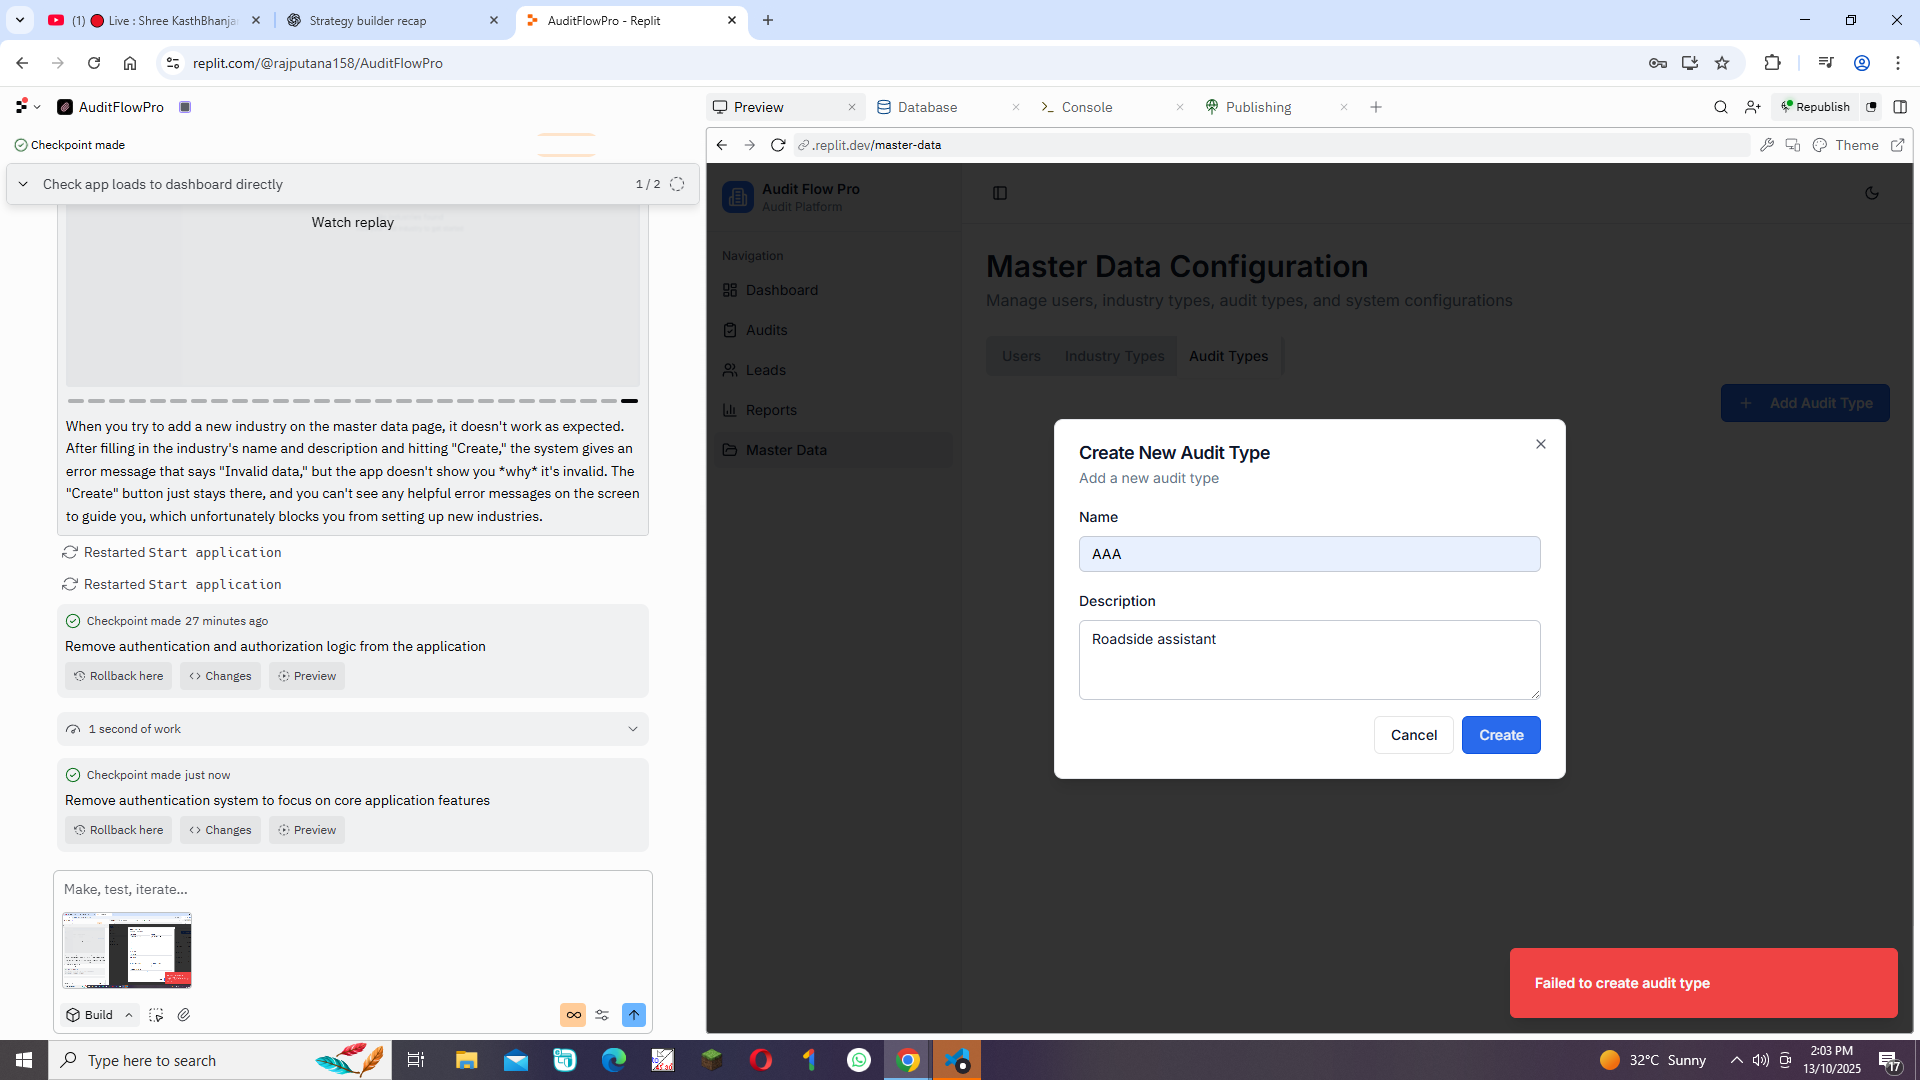 (1) 🔴 Live : Shree KasthBhanjan
Strategy builder recap
AuditFlowPro - Replit
replit.com/@rajputana158/AuditFlowPro
AuditFlowPro
Preview
Database
Console
Publishing
Republish
Checkpoint made
.replit.dev/master-data
Theme
Check app loads to dashboard directly
1 / 2
Watch replay
When you try to add a new industry on the master data page, it doesn't work as expected.
After filling in the industry's name and description and hitting "Create," the system gives an
error message that says "Invalid data," but the app doesn't show you *why* it's invalid. The
"Create" button just stays there, and you can't see any helpful error messages on the screen
to guide you, which unfortunately blocks you from setting up new industries.
Restarted Start application
Restarted Start application
Checkpoint made 27 minutes ago
Remove authentication and authorization logic from the application
Rollback here
Changes
Preview
1 second of work
Checkpoint made just now
Remove authentication system to focus on core application features
Rollback here
Changes
Preview
Make, test, iterate...
Build
Audit Flow Pro
Audit Platform
Navigation
Dashboard
Audits
Leads
Reports
Master Data
Master Data Configuration
Manage users, industry types, audit types, and system configurations
Users
Industry Types
Audit Types
Add Audit Type
Create New Audit Type
Add a new audit type
Name
AAA
Description
Roadside assistant
Cancel
Create
Failed to create audit type
Type here to search
32°C Sunny
2:03 PM
13/10/2025
17